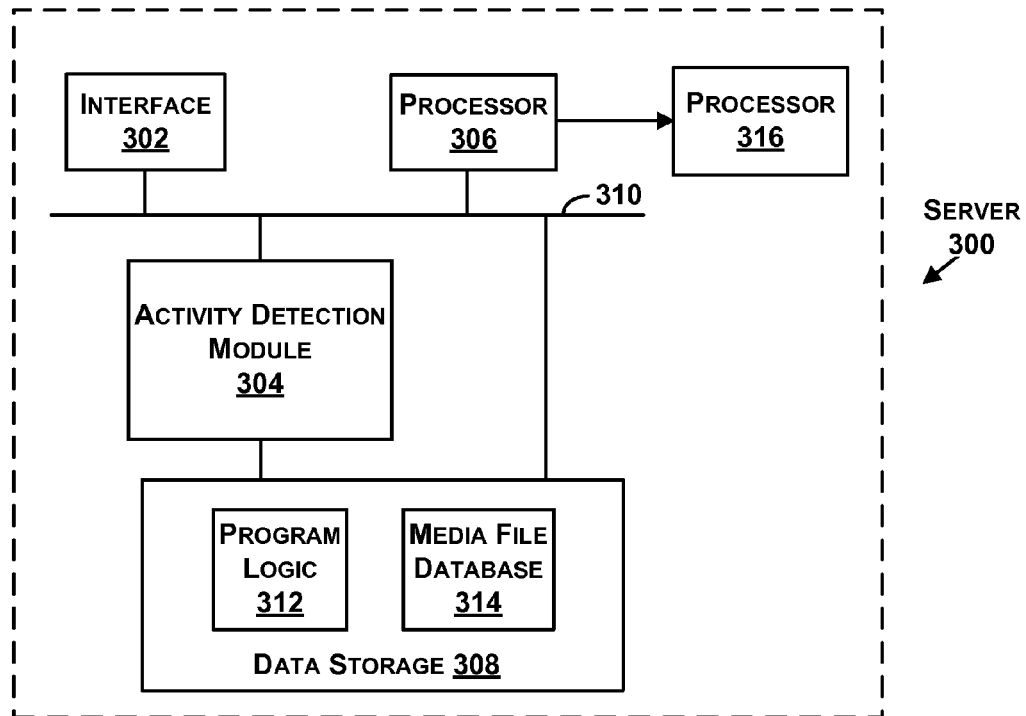 INTERFACE
302
PROCESSOR
306
PROCESSOR
316
310
SERVER
300
ACTIVITY DETECTION
MODULE
304
PROGRAM
LOGIC
312
MEDIA FILE
DATABASE
314
DATA STORAGE 308